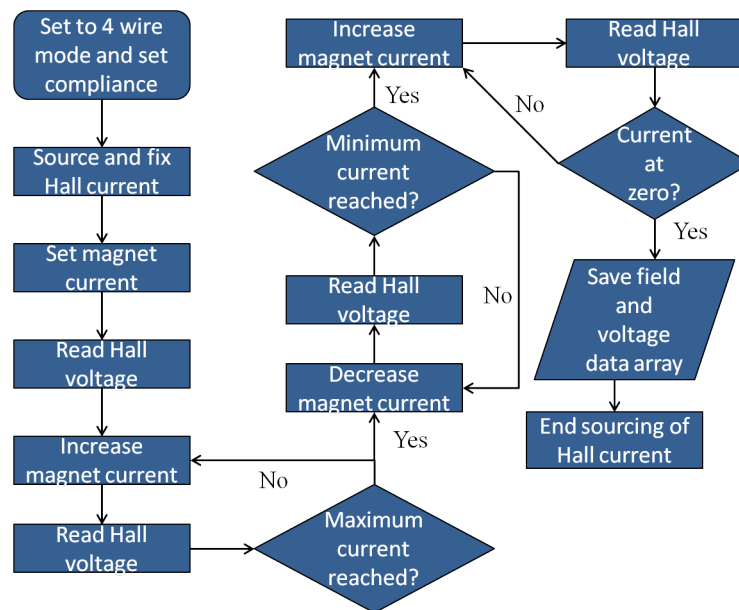 Set to 4 wire
mode and set
compliance
Source and fix
Hall current
Set magnet
current
Read Hall
voltage
Increase
magnet current
Read Hall
voltage
No
Maximum
current
reached?
Yes
Decrease
magnet current
Read Hall
voltage
Minimum
current
reached?
No
Yes
Increase
magnet current
Read Hall
voltage
No
Current
at
zero?
Yes
Save field
and
voltage
data array
End sourcing of
Hall current